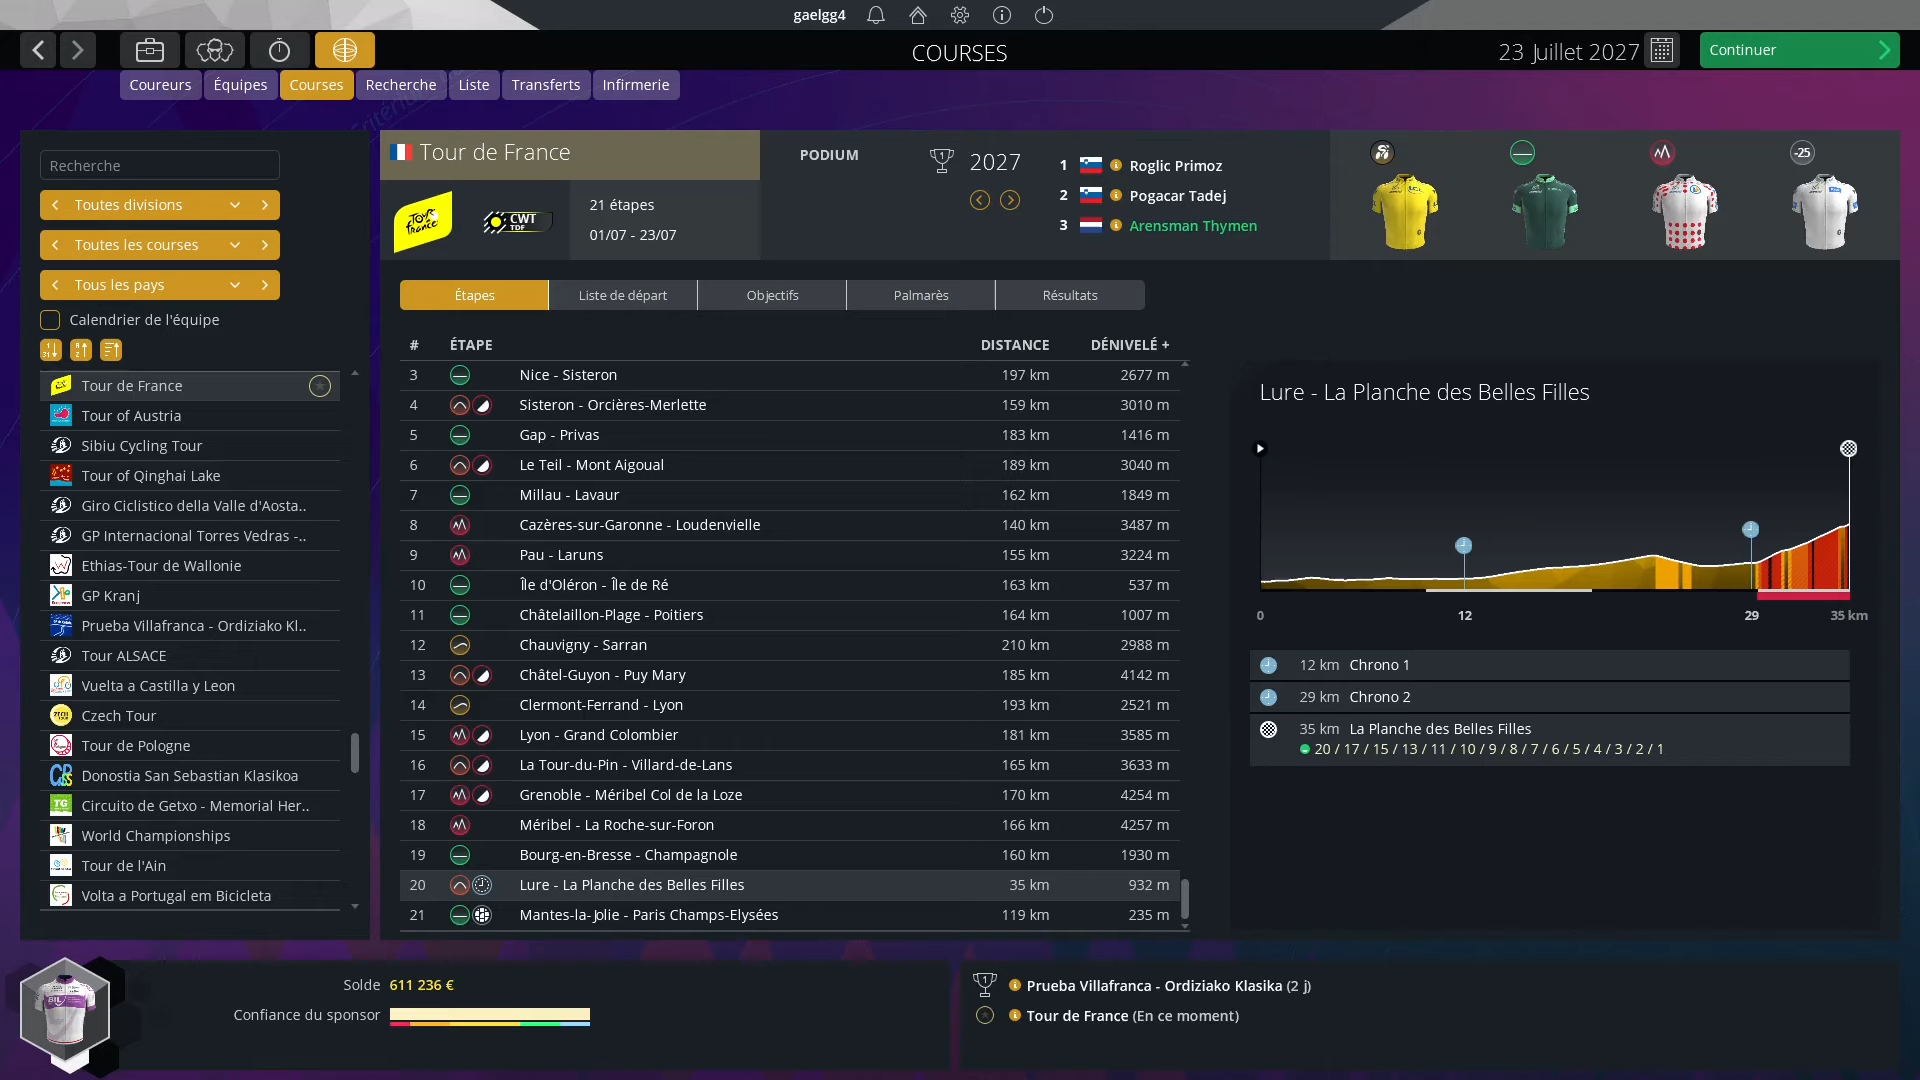 gaelgg4
COURSES
23 Juillet 2027
Continuer
Coureurs
Équipes
Courses
Recherche
Liste
Transferts
Infirmerie
Recherche
Toutes divisions
Toutes les courses
Tous les pays
Calendrier de l'équipe
Tour de France
Tour of Austria
Sibiu Cycling Tour
Tour of Qinghai Lake
Giro Ciclistico della Valle d'Aosta..
GP Internacional Torres Vedras -..
Ethias-Tour de Wallonie
GP Kranj
Prueba Villafranca - Ordiziako Kl..
Tour ALSACE
Vuelta a Castilla y Leon
Czech Tour
Tour de Pologne
Donostia San Sebastian Klasikoa
Circuito de Getxo - Memorial Her..
World Championships
Tour de l'Ain
Volta a Portugal em Bicicleta
Tour de France
CWT
TDF
21 étapes
01/07 - 23/07
PODIUM
1
2027
1 Roglic Primoz
2 Pogacar Tadej
3 Arensman Thymen
-25
Étapes
Liste de départ
Objectifs
Palmarès
Résultats
# ÉTAPE DISTANCE DÉNIVELÉ +
3 Nice - Sisteron 197 km 2677 m
4 Sisteron - Orcières-Merlette 159 km 3010 m
5 Gap - Privas 183 km 1416 m
6 Le Teil - Mont Aigoual 189 km 3040 m
7 Millau - Lavaur 162 km 1849 m
8 Cazères-sur-Garonne - Loudenvielle 140 km 3487 m
9 Pau - Laruns 155 km 3224 m
10 Île d'Oléron - Île de Ré 163 km 537 m
11 Châtelaillon-Plage - Poitiers 164 km 1007 m
12 Chauvigny - Sarran 210 km 2988 m
13 Châtel-Guyon - Puy Mary 185 km 4142 m
14 Clermont-Ferrand - Lyon 193 km 2521 m
15 Lyon - Grand Colombier 181 km 3585 m
16 La Tour-du-Pin - Villard-de-Lans 165 km 3633 m
17 Grenoble - Méribel Col de la Loze 170 km 4254 m
18 Méribel - La Roche-sur-Foron 166 km 4257 m
19 Bourg-en-Bresse - Champagnole 160 km 1930 m
20 Lure - La Planche des Belles Filles 35 km 932 m
21 Mantes-la-Jolie - Paris Champs-Elysées 119 km 235 m
Lure - La Planche des Belles Filles
0 12 29 35 km
12 km Chrono 1
29 km Chrono 2
35 km La Planche des Belles Filles
20 / 17 / 15 / 13 / 11 / 10 / 9 / 8 / 7 / 6 / 5 / 4 / 3 / 2 / 1
Solde 611 236 €
Confiance du sponsor
1 Prueba Villafranca - Ordiziako Klasika (2 j)
Tour de France (En ce moment)